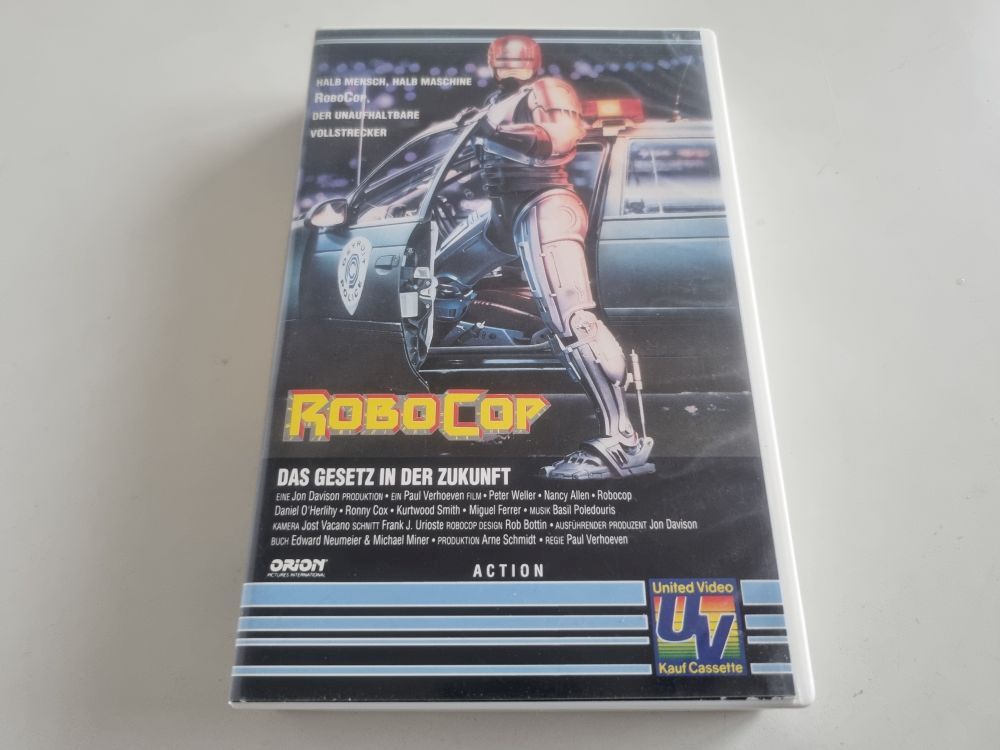 HALB MENSCH, HALB MASCHINE
ROBOCOP,
DER UNAUFHALTBARE
VOLLSTRECKER
DETROIT
POLICE
ROBOCOP
DAS GESETZ IN DER ZUKUNFT
EINE Jon Davison PRODUKTION • EIN Paul Verhoeven FILM • Peter Weller • Nancy Allen • Robocop
Daniel O'Herlihy • Ronny Cox • Kurtwood Smith • Miguel Ferrer • MUSIK Basil Poledouris
KAMERA Jost Vacano SCHNITT Frank J. Urioste ROBOCOP DESIGN Rob Bottin • AUSFÜHRENDER PRODUZENT Jon Davison
BUCH Edward Neumeier & Michael Miner • PRODUKTION Arne Schmidt • REGIE Paul Verhoeven
ORION
PICTURES INTERNATIONAL
ACTION
United Video
UV
Kauf Cassette